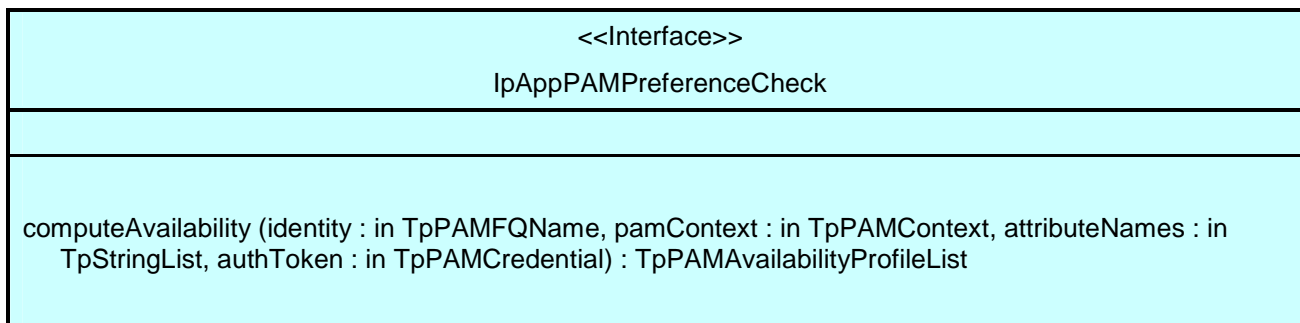 <<Interface>>
IpAppPAMPreferenceCheck
computeAvailability (identity : in TpPAMFQName, pamContext : in TpPAMContext, attributeNames : in
TpStringList, authToken : in TpPAMCredential) : TpPAMAvailabilityProfileList